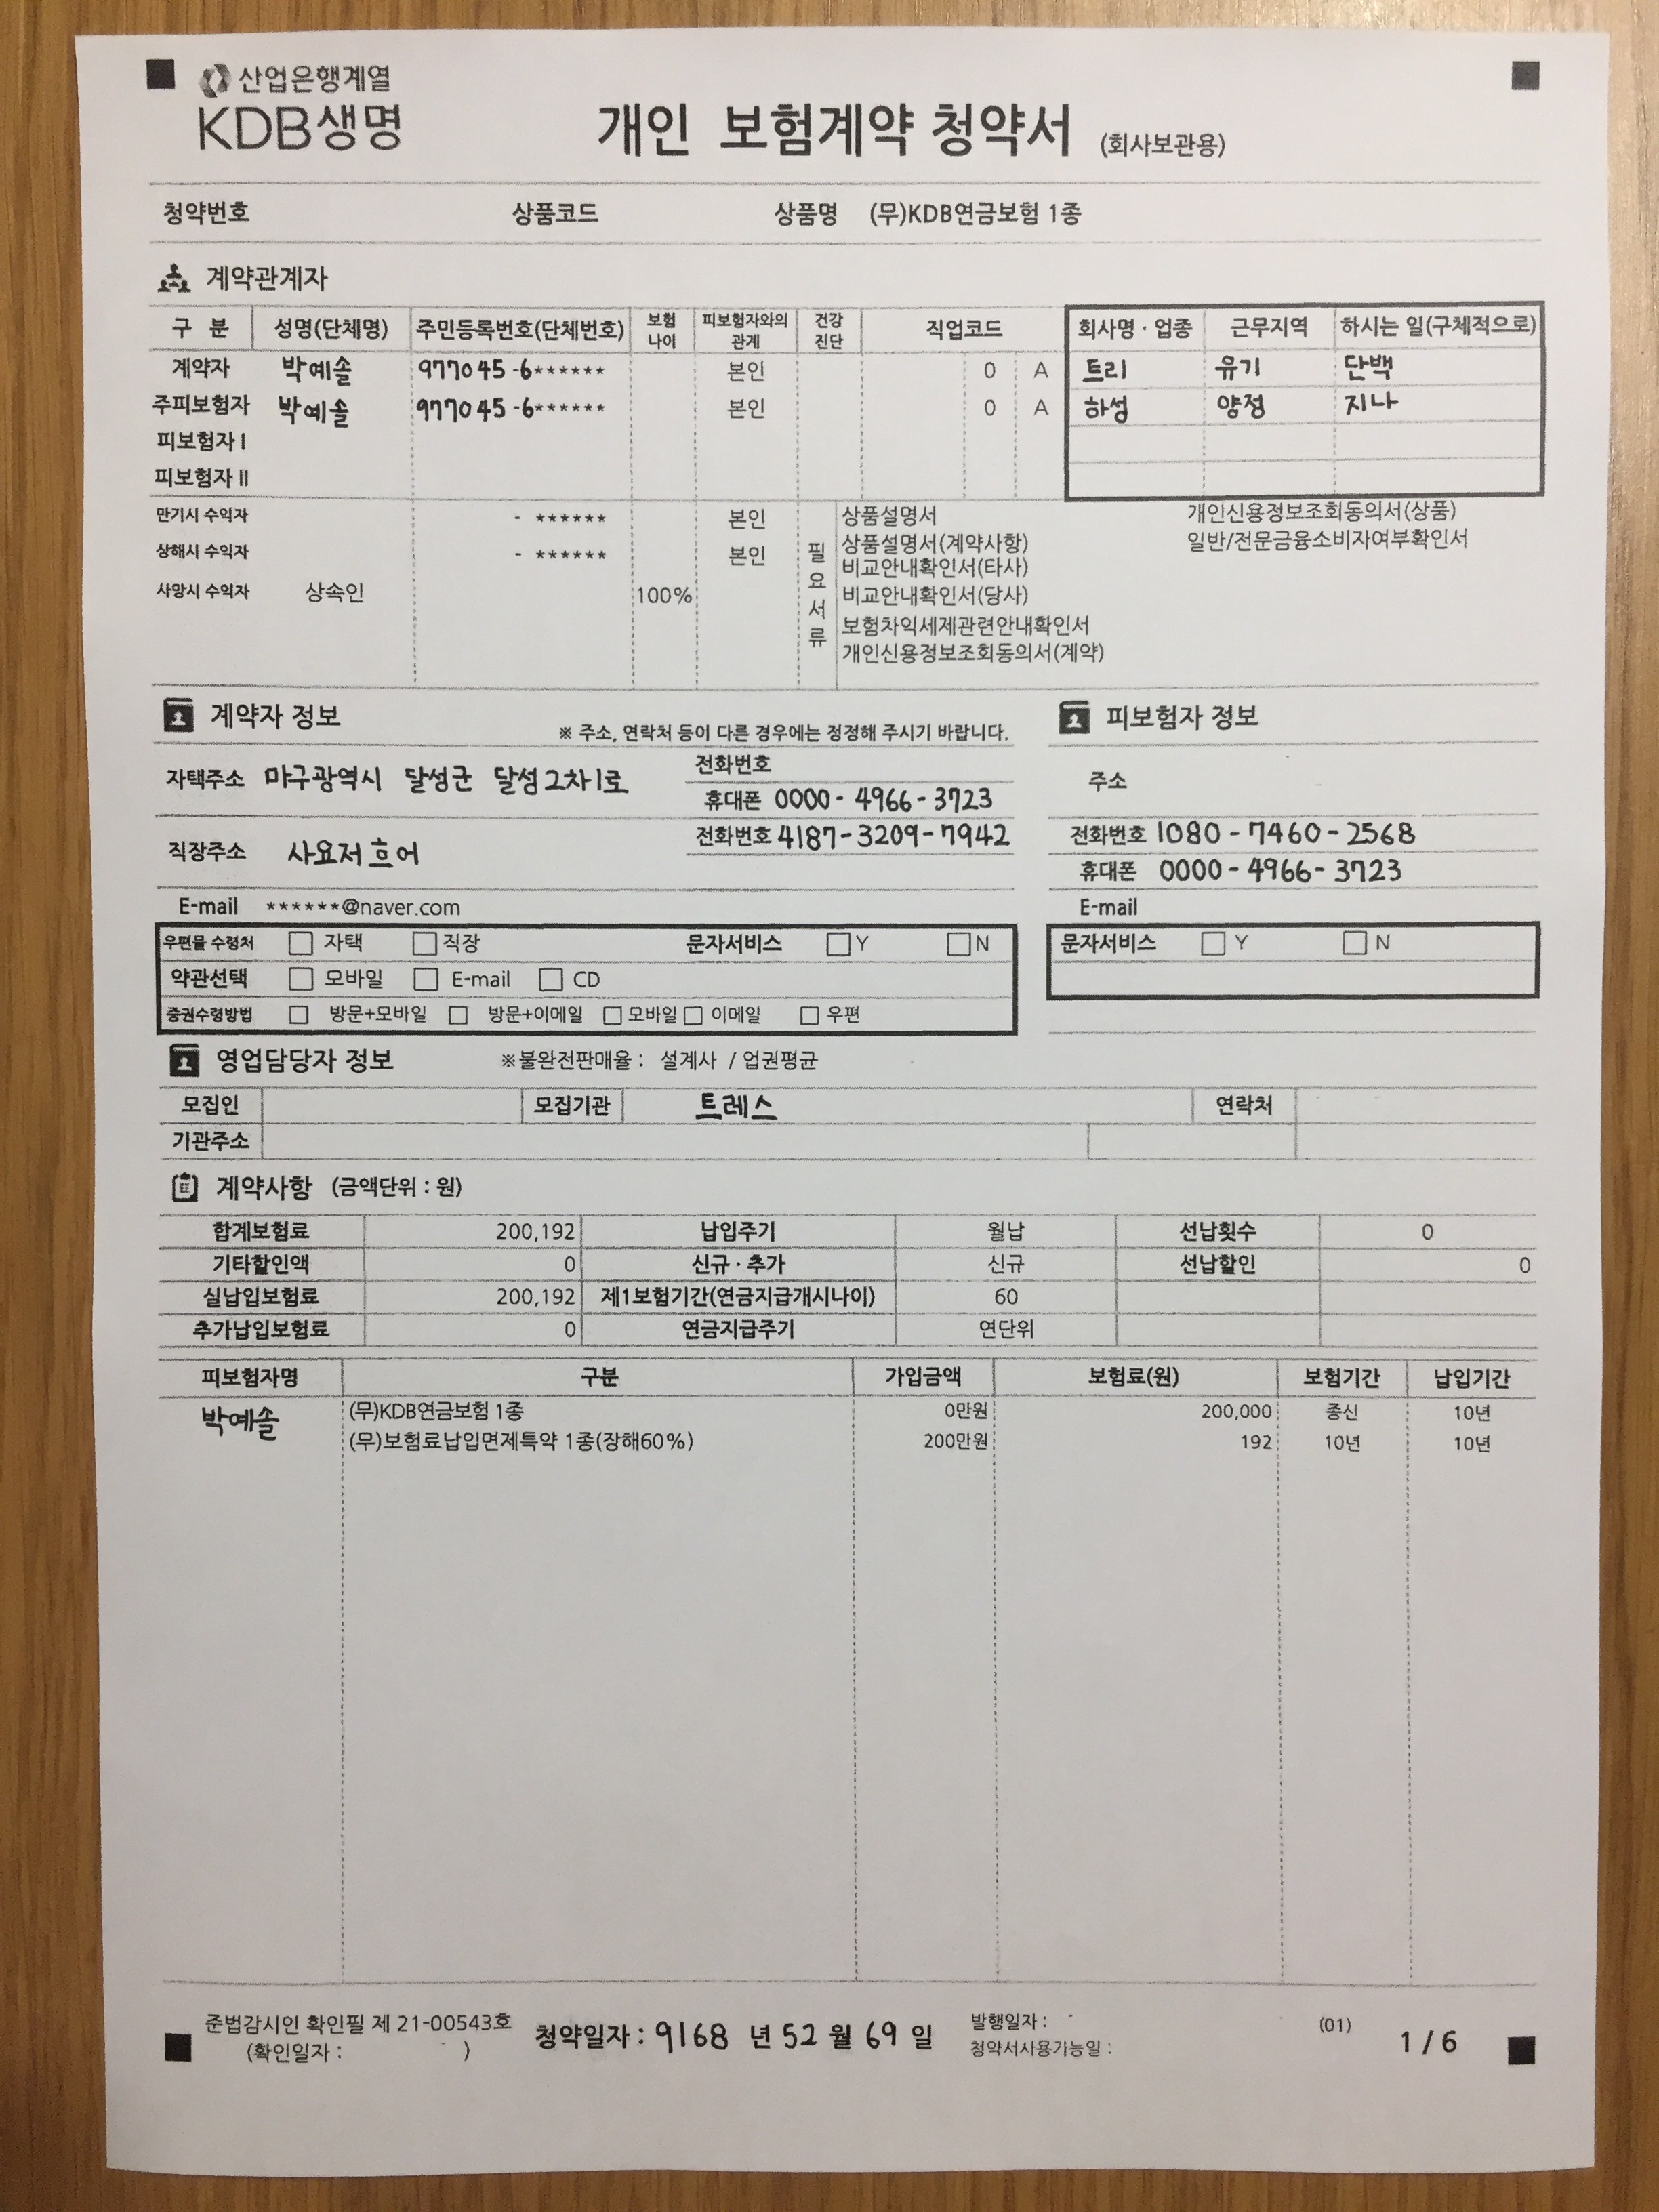 산업은행계열
KDB생명
개인 보험계약 청약서 (회사보관용)
청약번호 상품코드 상품명 (무)KDB연금보험 1종
계약관계자
구 분 성명(단체명) 주민등록번호(단체번호) 보험나이 피보험자와의 관계 건강진단 직업코드 회사명·업종 근무지역 하시는 일(구체적으로)
계약자 박예솔 977045-6****** 본인 0 A 트리 유기 단백
주피보험자 박예솔 977045-6****** 본인 0 A 하성 양정 지나
피보험자 I
피보험자 II
만기시 수익자 - ****** 본인
상해시 수익자 - ****** 본인
사망시 수익자 상속인 100%
필요서류
상품설명서 개인신용정보조회동의서(상품)
상품설명서(계약사항) 일반/전문금융소비자여부확인서
비교안내확인서(타사)
비교안내확인서(당사)
보험차익세제관련안내확인서
개인신용정보조회동의서(계약)
계약자 정보 ※ 주소, 연락처 등이 다른 경우에는 정정해 주시기 바랍니다.
자택주소 마구광역시 달성군 달성2차1로 전화번호
휴대폰 0000-4966-3723
직장주소 사요저흐어 전화번호 4187-3209-7942
E-mail ******@naver.com
우편물 수령처 자택 직장 문자서비스 Y N
약관선택 모바일 E-mail CD
증권수령방법 방문+모바일 방문+이메일 모바일 이메일 우편
피보험자 정보
주소
전화번호 1080-7460-2568
휴대폰 0000-4966-3723
E-mail
문자서비스 Y N
영업담당자 정보 ※불완전판매율 : 설계사 / 업권평균
모집인 모집기관 트레스 연락처
기관주소
계약사항 (금액단위 : 원)
합계보험료 200,192 납입주기 월납 선납횟수 0
기타할인액 0 신규·추가 신규 선납할인 0
실납입보험료 200,192 제1보험기간(연금지급개시나이) 60
추가납입보험료 0 연금지급주기 연단위
피보험자명 구분 가입금액 보험료(원) 보험기간 납입기간
박예솔 (무)KDB연금보험 1종 0만원 200,000 종신 10년
(무)보험료납입면제특약 1종(장해60%) 200만원 192 10년 10년
준법감시인 확인필 제 21-00543호
(확인일자 : - )
청약일자 : 9168 년 52 월 69 일
발행일자 : -
청약서사용가능일 :
(01)
1 / 6